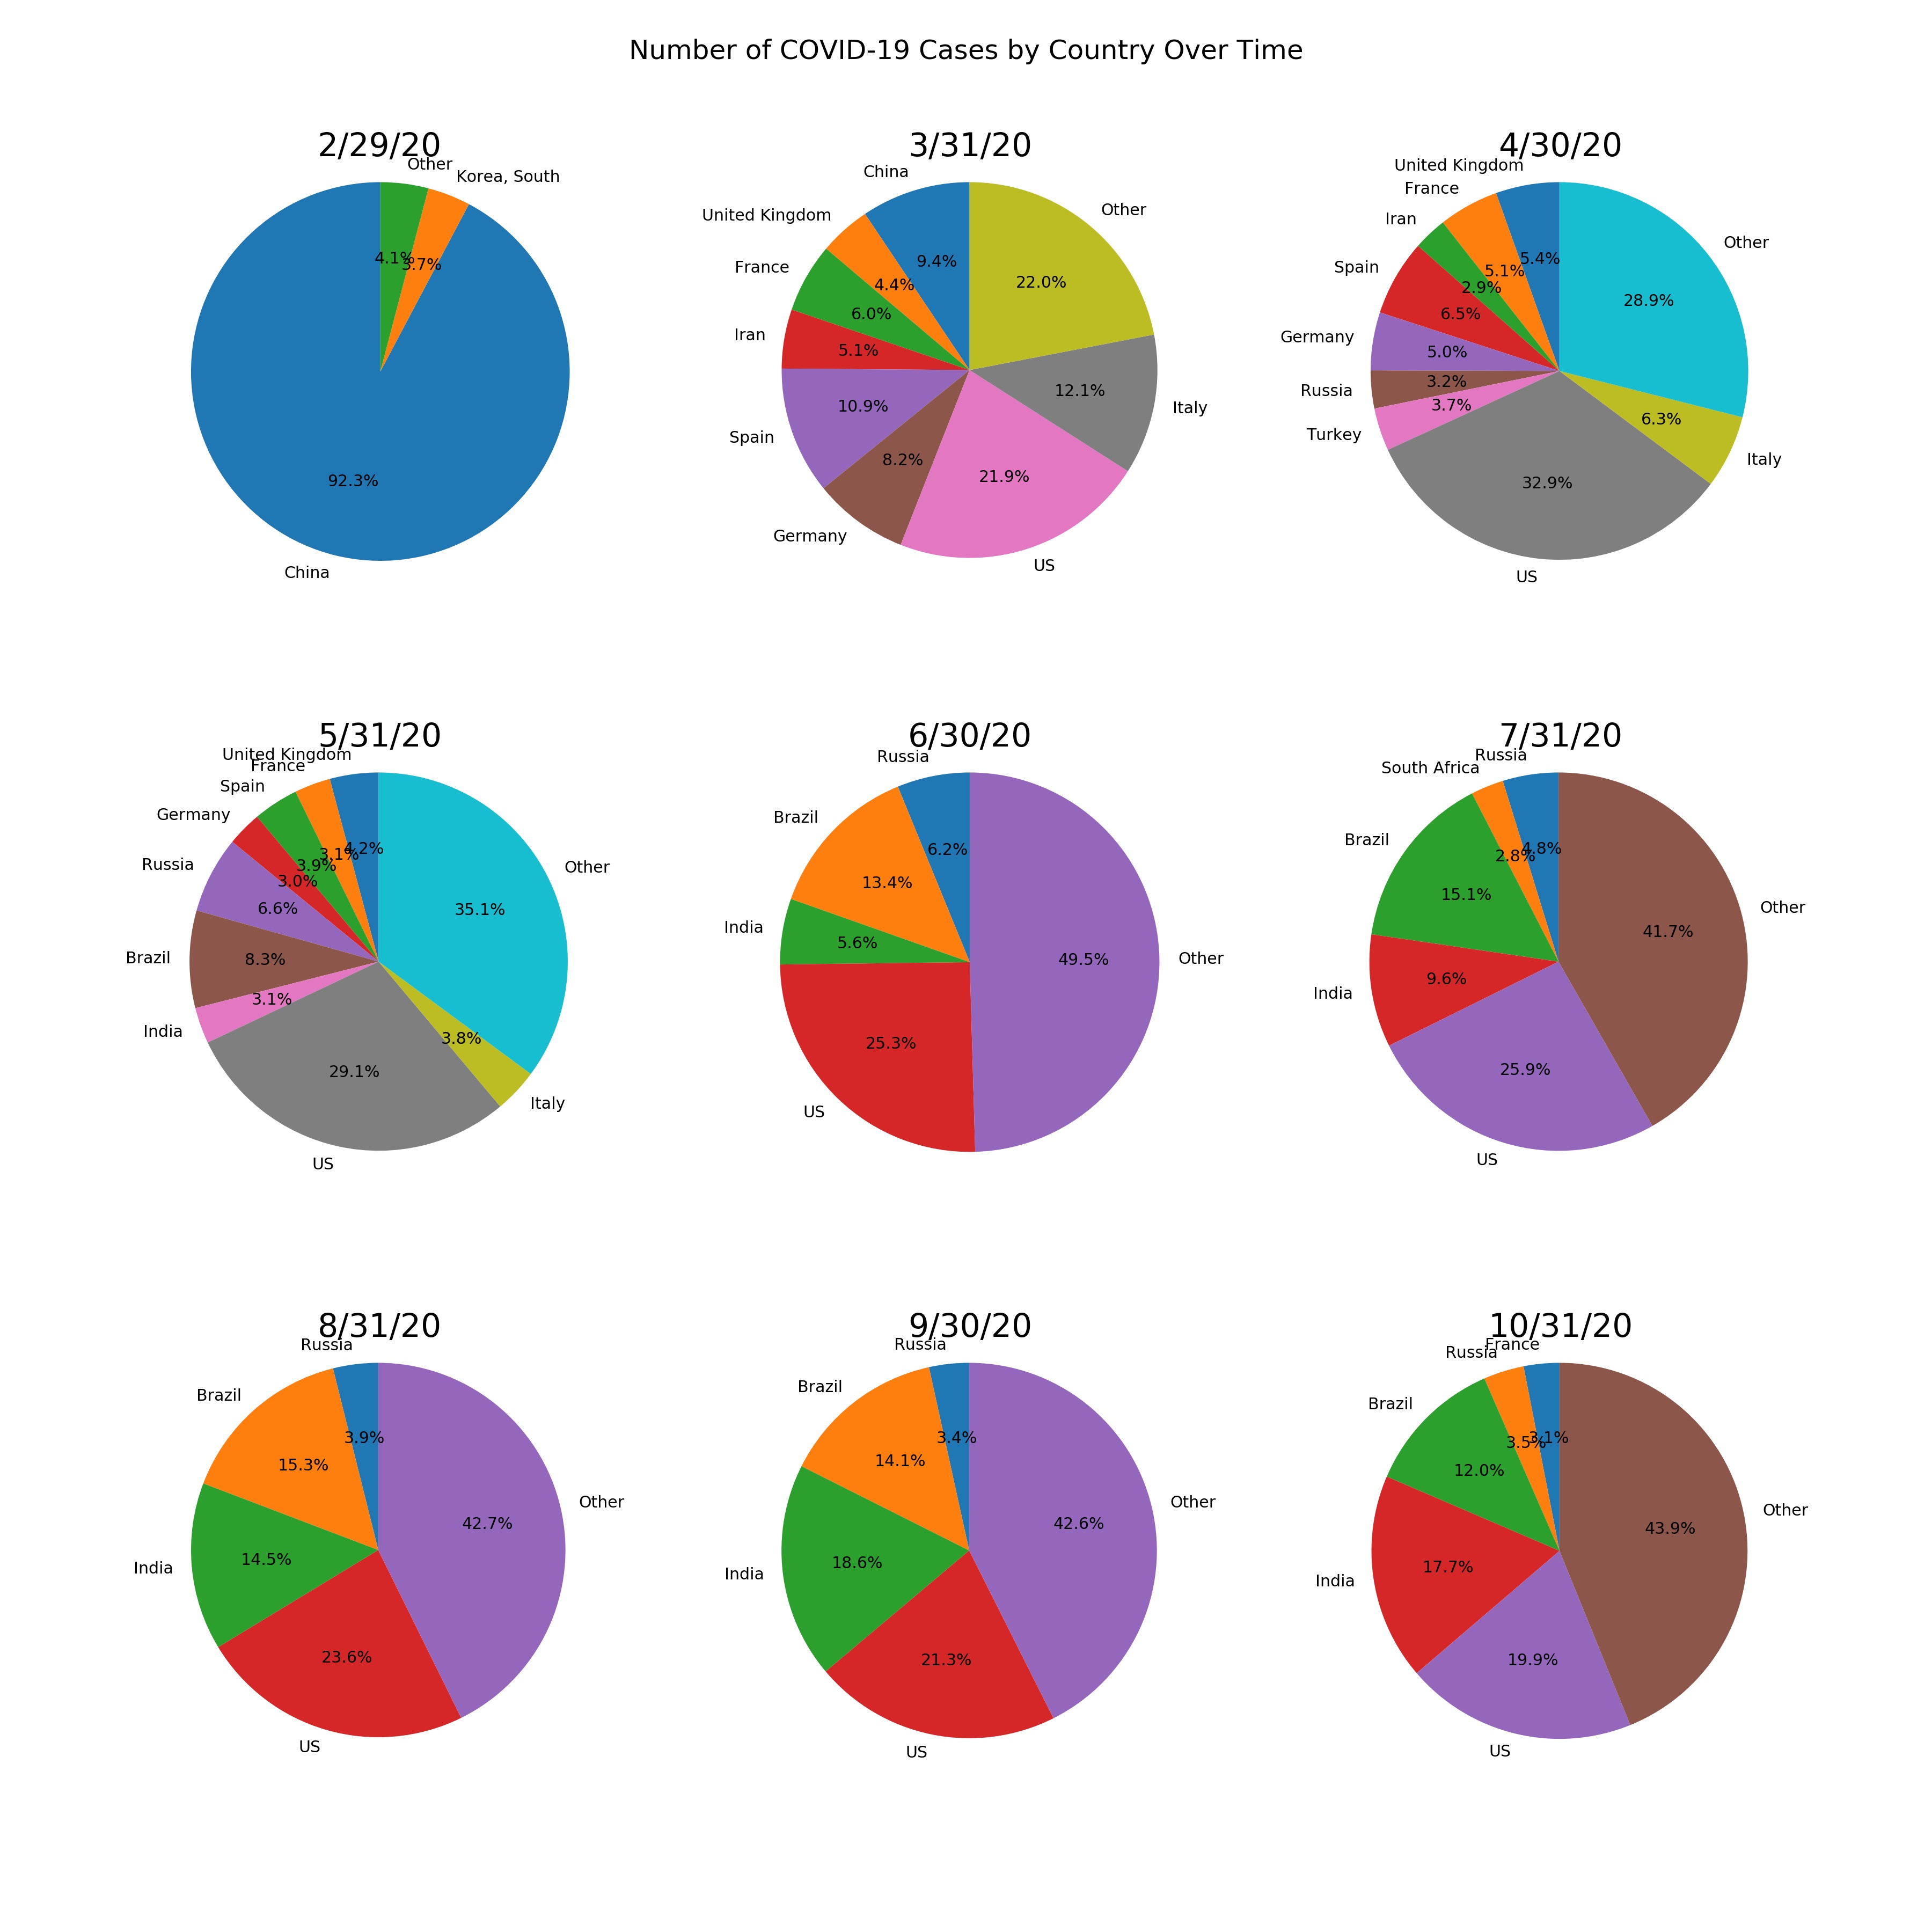 Number of COVID-19 Cases by Country Over Time
2/29/20
Other
Korea, South
4.1%
3.7%
92.3%
China
3/31/20
China
Other
United Kingdom
France
Iran
Spain
Germany
US
Italy
9.4%
4.4%
6.0%
5.1%
10.9%
8.2%
21.9%
12.1%
22.0%
4/30/20
United Kingdom
France
Iran
Spain
Germany
Russia
Turkey
US
Italy
Other
5.4%
5.1%
2.9%
6.5%
5.0%
3.2%
3.7%
32.9%
6.3%
28.9%
5/31/20
United Kingdom
France
Spain
Germany
Russia
Brazil
India
US
Italy
Other
4.2%
3.1%
3.9%
3.0%
6.6%
8.3%
3.1%
29.1%
3.8%
35.1%
6/30/20
Russia
Brazil
India
US
Other
6.2%
13.4%
5.6%
25.3%
49.5%
7/31/20
Russia
South Africa
Brazil
India
US
Other
4.8%
2.8%
15.1%
9.6%
25.9%
41.7%
8/31/20
Russia
Brazil
India
US
Other
3.9%
15.3%
14.5%
23.6%
42.7%
9/30/20
Russia
Brazil
India
US
Other
3.4%
14.1%
18.6%
21.3%
42.6%
10/31/20
France
Russia
Brazil
India
US
Other
3.1%
3.5%
12.0%
17.7%
19.9%
43.9%